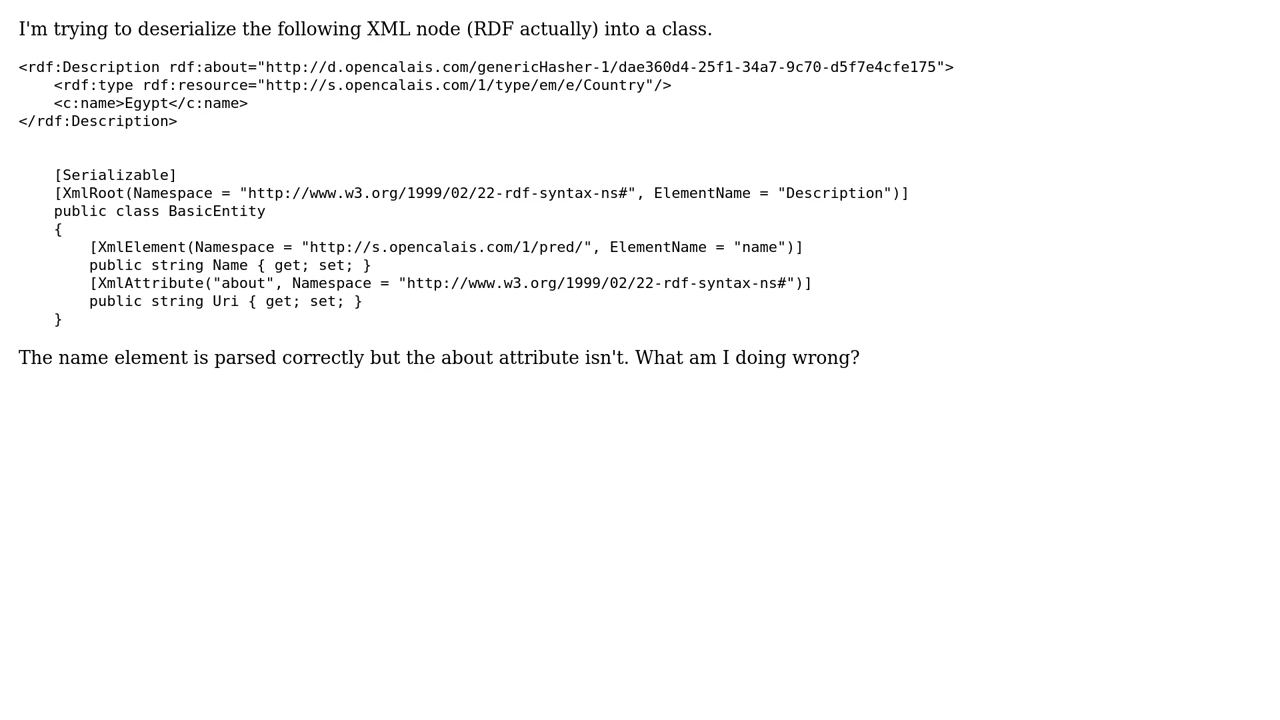 I'm trying to deserialize the following XML node (RDF actually) into a class.
<rdf:Description rdf:about="http://d.opencalais.com/genericHasher-1/dae360d4-25f1-34a7-9c70-d5f7e4cfe175">
    <rdf:type rdf:resource="http://s.opencalais.com/1/type/em/e/Country"/>
    <c:name>Egypt</c:name>
</rdf:Description>
    [Serializable]
    [XmlRoot(Namespace = "http://www.w3.org/1999/02/22-rdf-syntax-ns#", ElementName = "Description")]
    public class BasicEntity
    {
        [XmlElement(Namespace = "http://s.opencalais.com/1/pred/", ElementName = "name")]
        public string Name { get; set; }
        [XmlAttribute("about", Namespace = "http://www.w3.org/1999/02/22-rdf-syntax-ns#")]
        public string Uri { get; set; }
    }
The name element is parsed correctly but the about attribute isn't. What am I doing wrong?